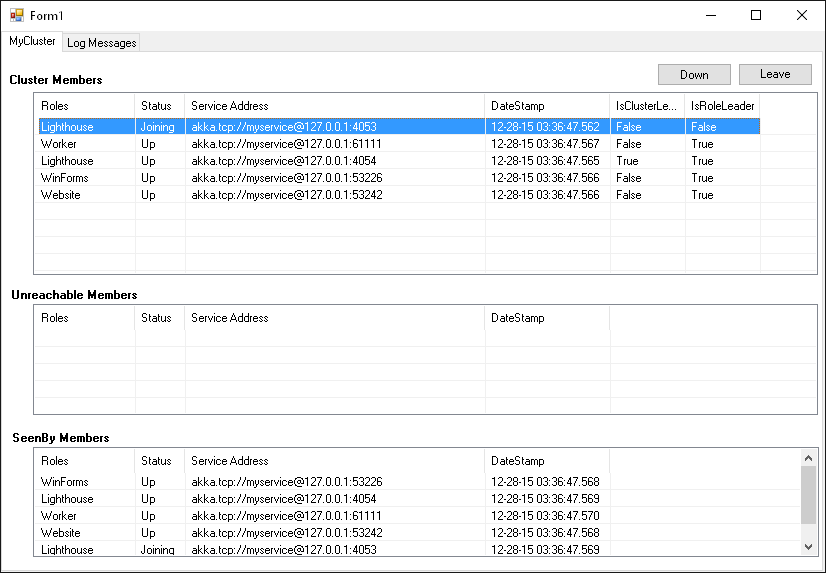 Form1
MyCluster Log Messages
Down Leave
Cluster Members
Roles Status Service Address DateStamp IsClusterLe... IsRoleLeader
Lighthouse Joining akka.tcp://myservice@127.0.0.1:4053 12-28-15 03:36:47.562 False False
Worker Up akka.tcp://myservice@127.0.0.1:61111 12-28-15 03:36:47.567 False True
Lighthouse Up akka.tcp://myservice@127.0.0.1:4054 12-28-15 03:36:47.565 True True
WinForms Up akka.tcp://myservice@127.0.0.1:53226 12-28-15 03:36:47.566 False True
Website Up akka.tcp://myservice@127.0.0.1:53242 12-28-15 03:36:47.566 False True
Unreachable Members
Roles Status Service Address DateStamp
SeenBy Members
Roles Status Service Address DateStamp
WinForms Up akka.tcp://myservice@127.0.0.1:53226 12-28-15 03:36:47.568
Lighthouse Up akka.tcp://myservice@127.0.0.1:4054 12-28-15 03:36:47.569
Worker Up akka.tcp://myservice@127.0.0.1:61111 12-28-15 03:36:47.570
Website Up akka.tcp://myservice@127.0.0.1:53242 12-28-15 03:36:47.568
Lighthouse Joining akka.tcp://myservice@127.0.0.1:4053 12-28-15 03:36:47.569